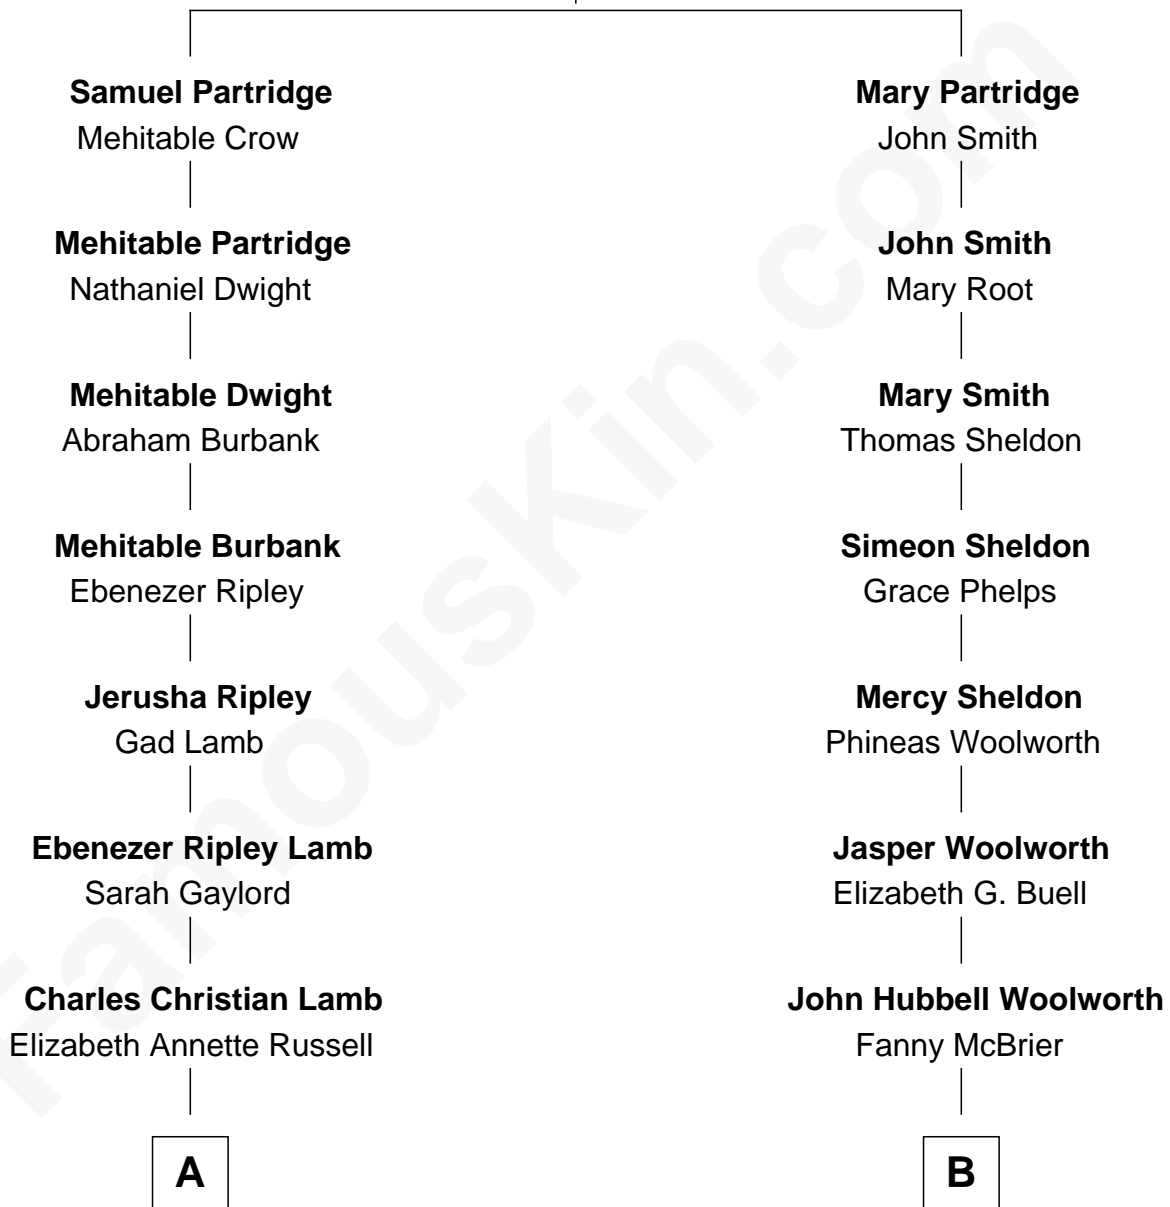 Samuel Partridge
Mehitable Crow
Mary Partridge
John Smith
Mehitable Partridge
Nathaniel Dwight
John Smith
Mary Root
Mehitable Dwight
Abraham Burbank
Mary Smith
Thomas Sheldon
Mehitable Burbank
Ebenezer Ripley
Simeon Sheldon
Grace Phelps
Jerusha Ripley
Gad Lamb
Mercy Sheldon
Phineas Woolworth
Ebenezer Ripley Lamb
Sarah Gaylord
Jasper Woolworth
Elizabeth G. Buell
Charles Christian Lamb
Elizabeth Annette Russell
John Hubbell Woolworth
Fanny McBrier
A
B
FamousKin.com